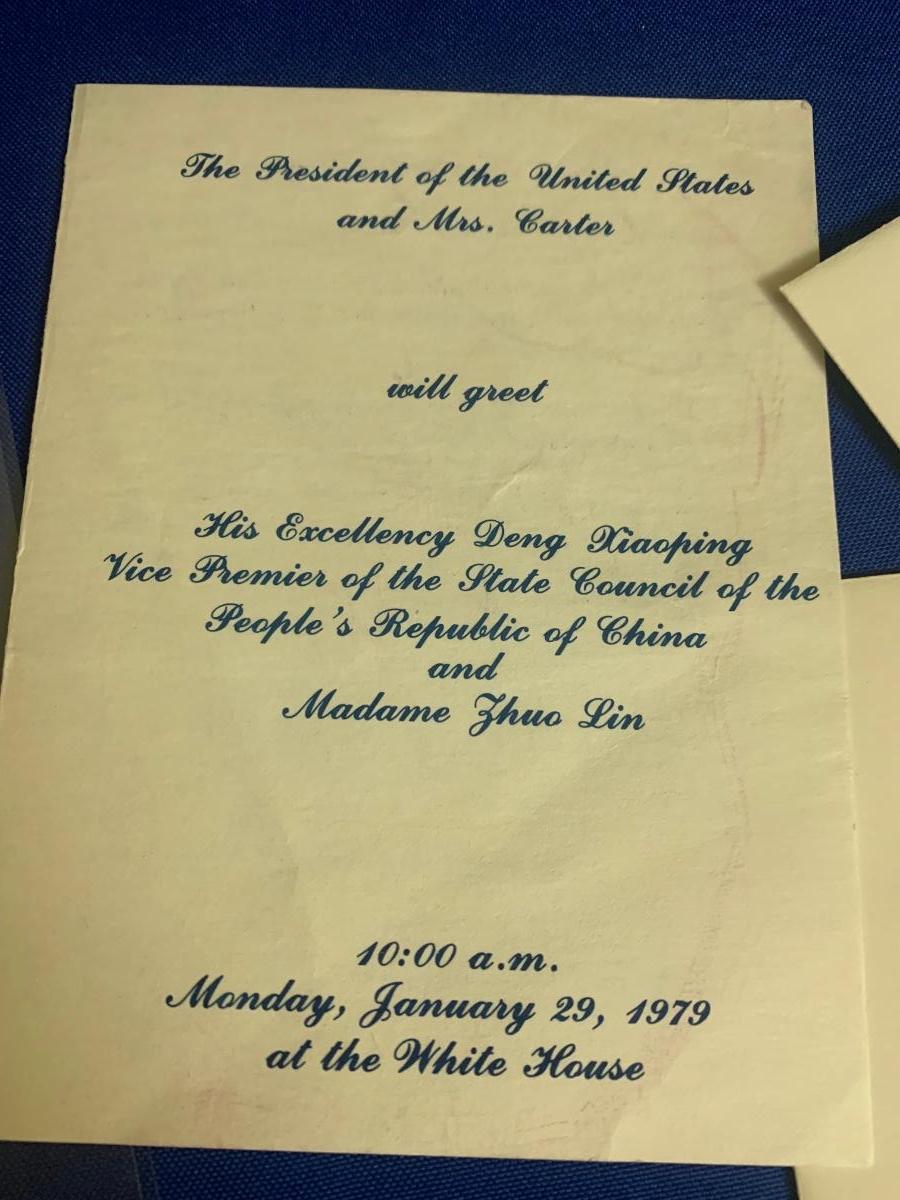 The President of the United States
and Mrs. Carter
will greet
His Excellency Deng Xiaoping
Vice Premier of the State Council of the
People's Republic of China
and
Madame Zhuo Lin
10:00 a.m.
Monday, January 29, 1979
at the White House